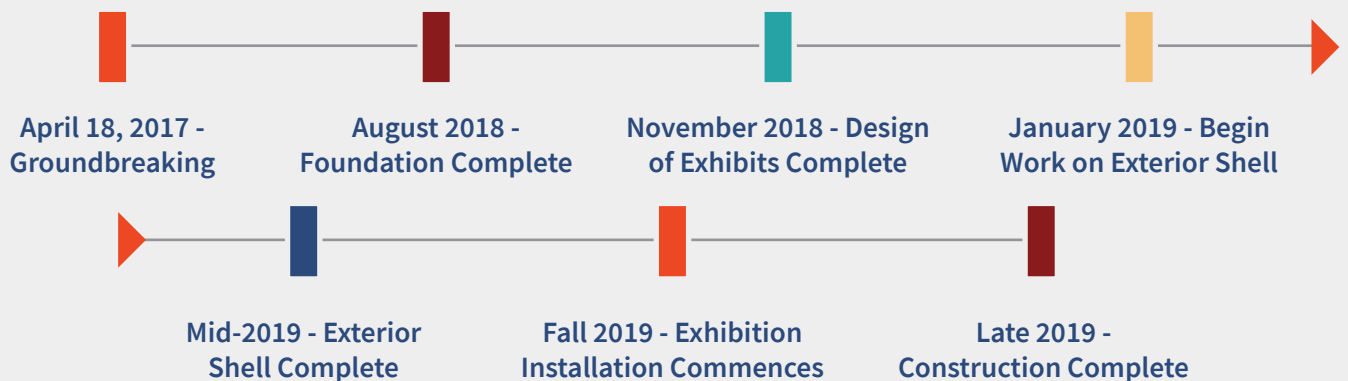 April 18, 2017 -
Groundbreaking
August 2018 -
Foundation Complete
November 2018 - Design
of Exhibits Complete
January 2019 - Begin
Work on Exterior Shell
Mid-2019 - Exterior
Shell Complete
Fall 2019 - Exhibition
Installation Commences
Late 2019 -
Construction Complete